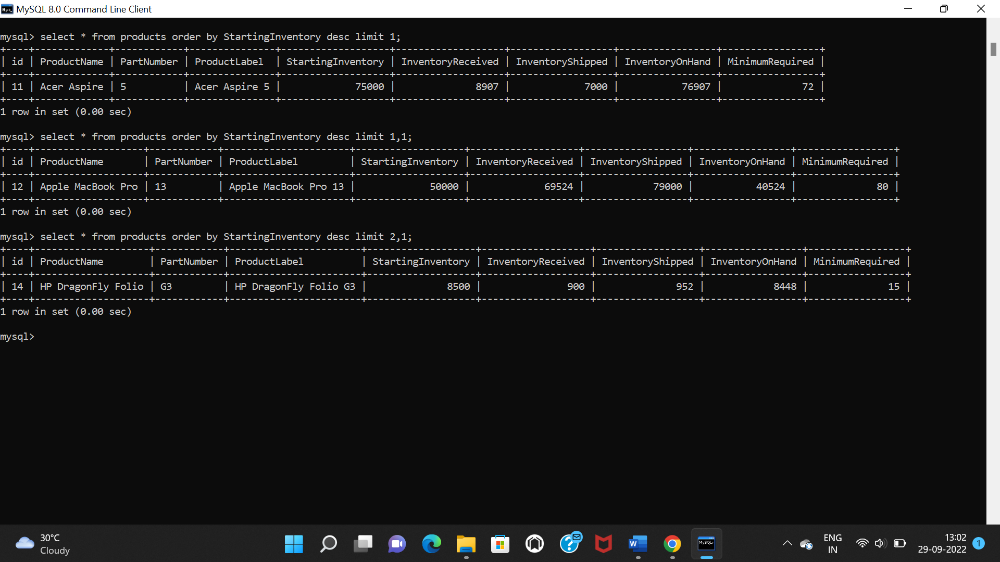 MySQL 8.0 Command Line Client
mysql> select * from products order by StartingInventory desc limit 1;
+----+-------------+------------+---------------+-------------------+-------------------+------------------+-----------------+-----------------+
| id | ProductName | PartNumber | ProductLabel  | StartingInventory | InventoryReceived | InventoryShipped | InventoryOnHand | MinimumRequired |
+----+-------------+------------+---------------+-------------------+-------------------+------------------+-----------------+-----------------+
| 11 | Acer Aspire | 5          | Acer Aspire 5 |             75000 |              8907 |             7000 |           76907 |              72 |
+----+-------------+------------+---------------+-------------------+-------------------+------------------+-----------------+-----------------+
1 row in set (0.00 sec)
mysql> select * from products order by StartingInventory desc limit 1,1;
+----+-------------------+------------+----------------------+-------------------+-------------------+------------------+-----------------+-----------------+
| id | ProductName       | PartNumber | ProductLabel         | StartingInventory | InventoryReceived | InventoryShipped | InventoryOnHand | MinimumRequired |
+----+-------------------+------------+----------------------+-------------------+-------------------+------------------+-----------------+-----------------+
| 12 | Apple MacBook Pro | 13         | Apple MacBook Pro 13 |             50000 |             69524 |            79000 |           40524 |              80 |
+----+-------------------+------------+----------------------+-------------------+-------------------+------------------+-----------------+-----------------+
1 row in set (0.00 sec)
mysql> select * from products order by StartingInventory desc limit 2,1;
+----+--------------------+------------+-----------------------+-------------------+-------------------+------------------+-----------------+-----------------+
| id | ProductName        | PartNumber | ProductLabel          | StartingInventory | InventoryReceived | InventoryShipped | InventoryOnHand | MinimumRequired |
+----+--------------------+------------+-----------------------+-------------------+-------------------+------------------+-----------------+-----------------+
| 14 | HP DragonFly Folio | G3         | HP DragonFly Folio G3 |              8500 |               900 |              952 |            8448 |              15 |
+----+--------------------+------------+-----------------------+-------------------+-------------------+------------------+-----------------+-----------------+
1 row in set (0.00 sec)
mysql>
30°C
Cloudy
W
MySQL>
ENG
IN
13:02
29-09-2022
1